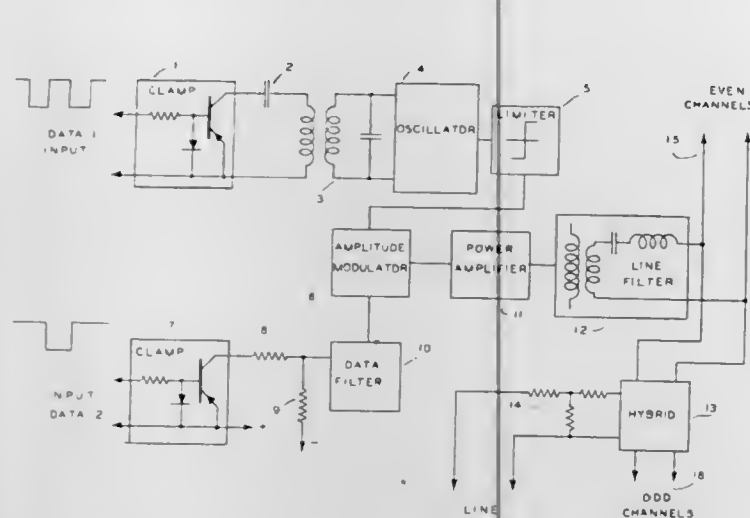 1
2
4
5
CLAMP
OSCILLATOR
LIMITER
EVEN
CHANNELS
DATA 1
INPUT
15
3
AMPLITUDE
MODULATOR
POWER
AMPLIFIER
LINE
FILTER
6
11
12
7
8
10
CLAMP
DATA
FILTER
INPUT
DATA 2
9
+
-
14
HYBRID
13
18
LINE
ODD
CHANNELS